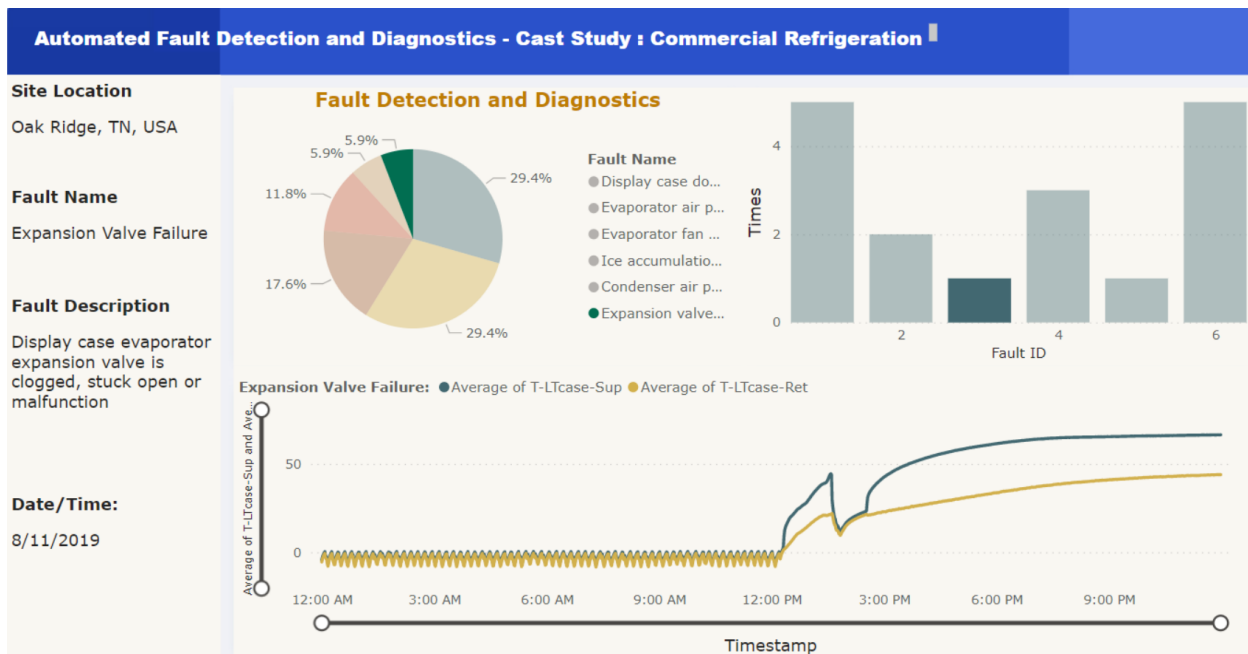 Automated Fault Detection and Diagnostics - Cast Study : Commercial Refrigeration
Site Location
Oak Ridge, TN, USA
Fault Name
Expansion Valve Failure
Fault Description
Display case evaporator
expansion valve is
clogged, stuck open or
malfunction
Date/Time:
8/11/2019
Fault Detection and Diagnostics
5.9%
5.9%
11.8%
17.6%
29.4%
29.4%
Fault Name
Display case do...
Evaporator air p...
Evaporator fan ...
Ice accumulatio...
Condenser air p...
Expansion valve...
Times
4
2
0
2
4
6
Fault ID
Expansion Valve Failure: Average of T-LTcase-Sup Average of T-LTcase-Ret
Average of T-LTcase-Sup and Ave...
50
0
12:00 AM 3:00 AM 6:00 AM 9:00 AM 12:00 PM 3:00 PM 6:00 PM 9:00 PM
Timestamp